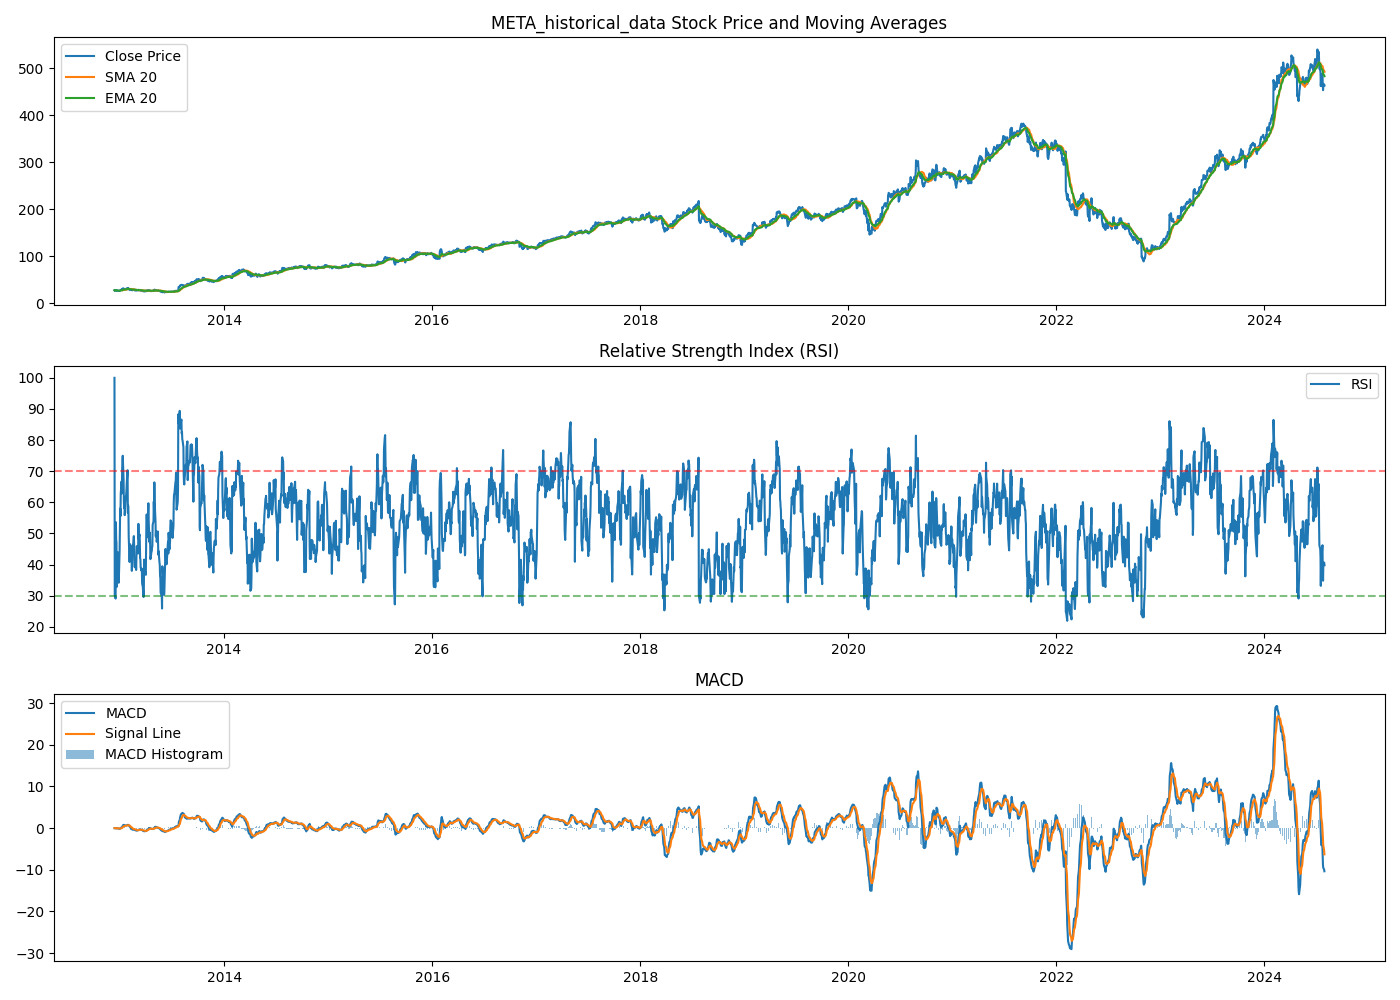 META_historical_data Stock Price and Moving Averages
Close Price
SMA 20
EMA 20
500
400
300
200
100
0
2014 2016 2018 2020 2022 2024
Relative Strength Index (RSI)
RSI
100
90
80
70
60
50
40
30
20
2014 2016 2018 2020 2022 2024
MACD
MACD
Signal Line
MACD Histogram
30
20
10
0
−10
−20
−30
2014 2016 2018 2020 2022 2024